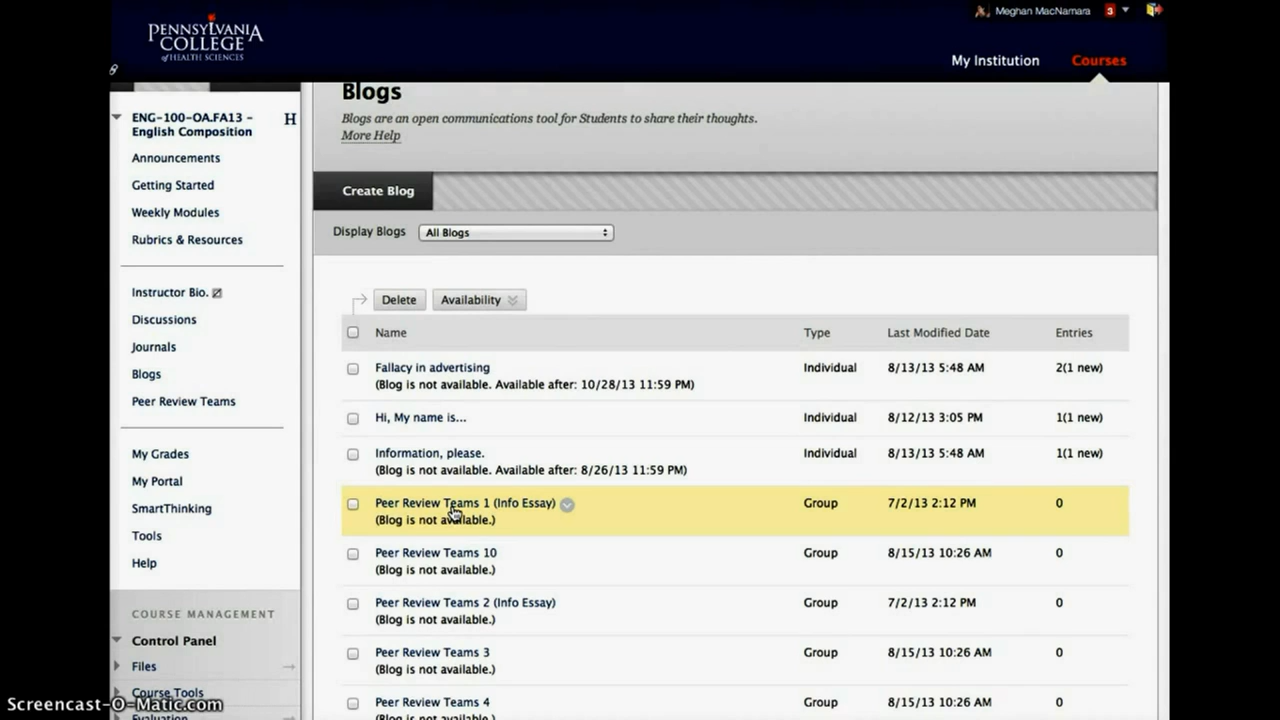 Meghan MacNamara 3
PENNSYLVANIA
COLLEGE
of HEALTH SCIENCES
My Institution Courses
ENG-100-OA.FA13 -
English Composition
H
Announcements
Getting Started
Weekly Modules
Rubrics & Resources
Instructor Bio.
Discussions
Journals
Blogs
Peer Review Teams
My Grades
My Portal
SmartThinking
Tools
Help
COURSE MANAGEMENT
Control Panel
Files
Course Tools
Evaluation
Blogs
Blogs are an open communications tool for Students to share their thoughts.
More Help
Create Blog
Display Blogs All Blogs
Delete Availability
Name Type Last Modified Date Entries
Fallacy in advertising Individual 8/13/13 5:48 AM 2(1 new)
(Blog is not available. Available after: 10/28/13 11:59 PM)
Hi, My name is... Individual 8/12/13 3:05 PM 1(1 new)
Information, please. Individual 8/13/13 5:48 AM 1(1 new)
(Blog is not available. Available after: 8/26/13 11:59 PM)
Peer Review Teams 1 (Info Essay) Group 7/2/13 2:12 PM 0
(Blog is not available.)
Peer Review Teams 10 Group 8/15/13 10:26 AM 0
(Blog is not available.)
Peer Review Teams 2 (Info Essay) Group 7/2/13 2:12 PM 0
(Blog is not available.)
Peer Review Teams 3 Group 8/15/13 10:26 AM 0
(Blog is not available.)
Peer Review Teams 4 Group 8/15/13 10:26 AM 0
(Blog is not available.)
Screencast-O-Matic.com